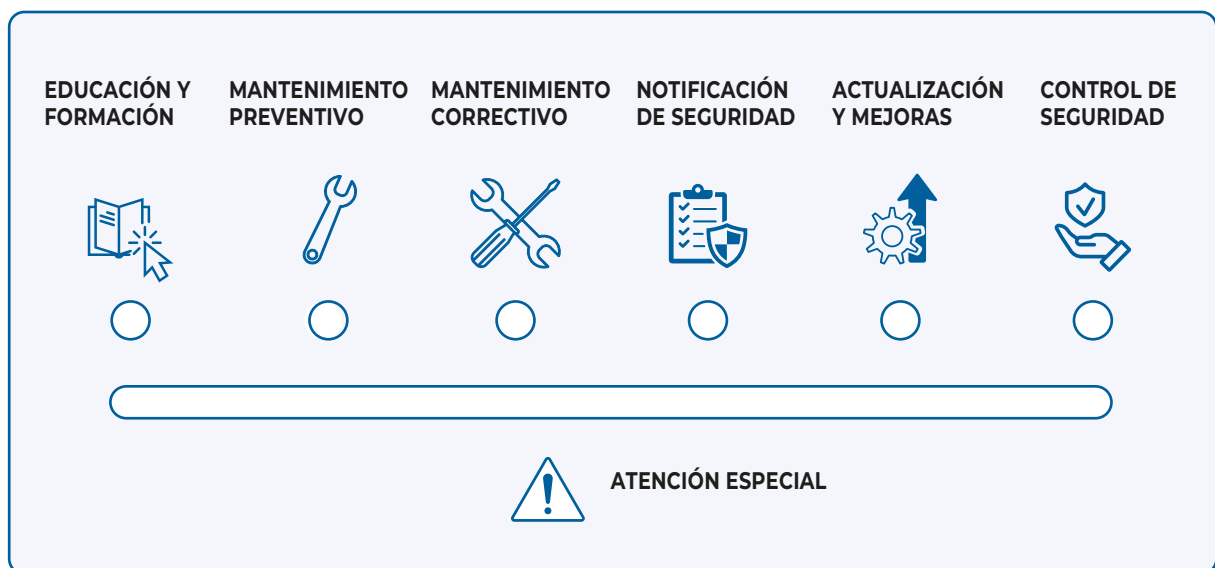 EDUCACIÓN Y
FORMACIÓN
MANTENIMIENTO
PREVENTIVO
MANTENIMIENTO
CORRECTIVO
NOTIFICACIÓN
DE SEGURIDAD
ACTUALIZACIÓN
Y MEJORAS
CONTROL DE
SEGURIDAD
ATENCIÓN ESPECIAL